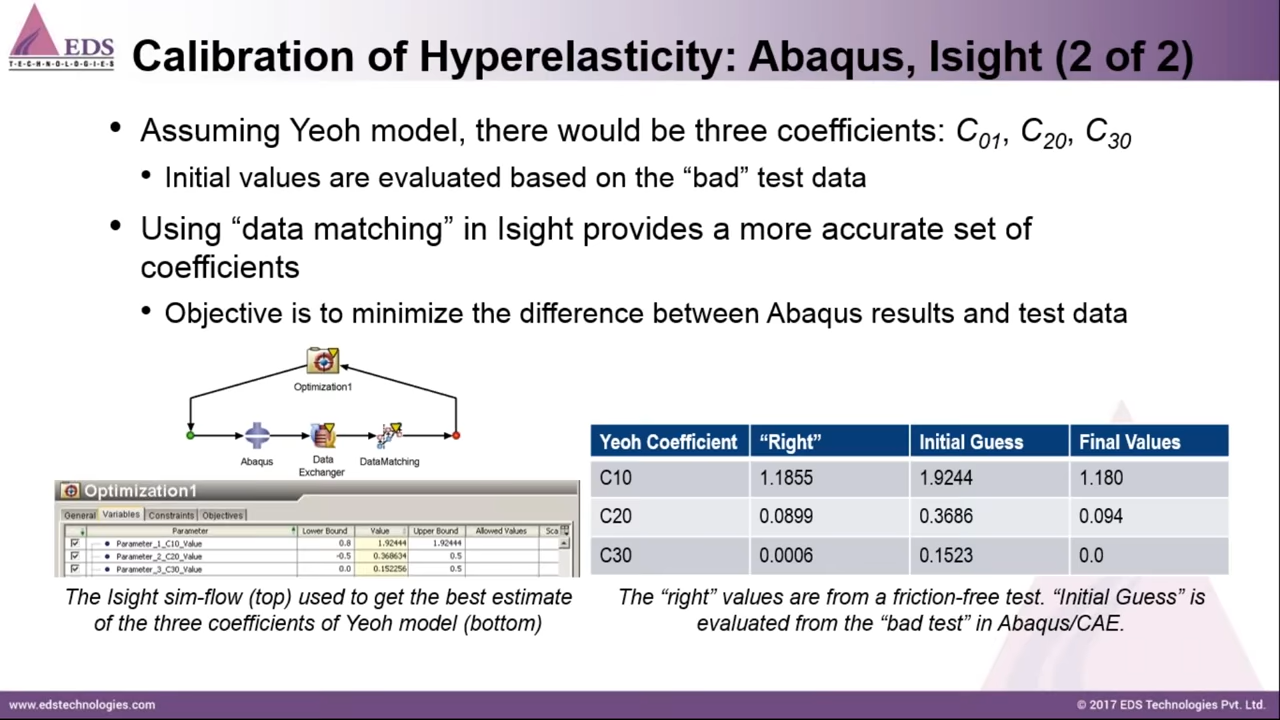 EDS
T·E·C·H·N·O·L·O·G·I·E·S
Calibration of Hyperelasticity: Abaqus, Isight (2 of 2)
• Assuming Yeoh model, there would be three coefficients: C01, C20, C30
• Initial values are evaluated based on the “bad” test data
• Using “data matching” in Isight provides a more accurate set of
coefficients
• Objective is to minimize the difference between Abaqus results and test data
Optimization1
Abaqus
Data
Exchanger
DataMatching
Optimization1
General Variables Constraints Objectives
Parameter Lower Bound Value Upper Bound Allowed Values Sca
Parameter_1_C10_Value 0.8 1.92444 1.92444
Parameter_2_C20_Value -0.5 0.368634 0.5
Parameter_3_C30_Value 0.0 0.152256 0.5
The Isight sim-flow (top) used to get the best estimate
of the three coefficients of Yeoh model (bottom)
Yeoh Coefficient “Right” Initial Guess Final Values
C10 1.1855 1.9244 1.180
C20 0.0899 0.3686 0.094
C30 0.0006 0.1523 0.0
The “right” values are from a friction-free test. “Initial Guess” is
evaluated from the “bad test” in Abaqus/CAE.
www.edstechnologies.com
© 2017 EDS Technologies Pvt. Ltd.